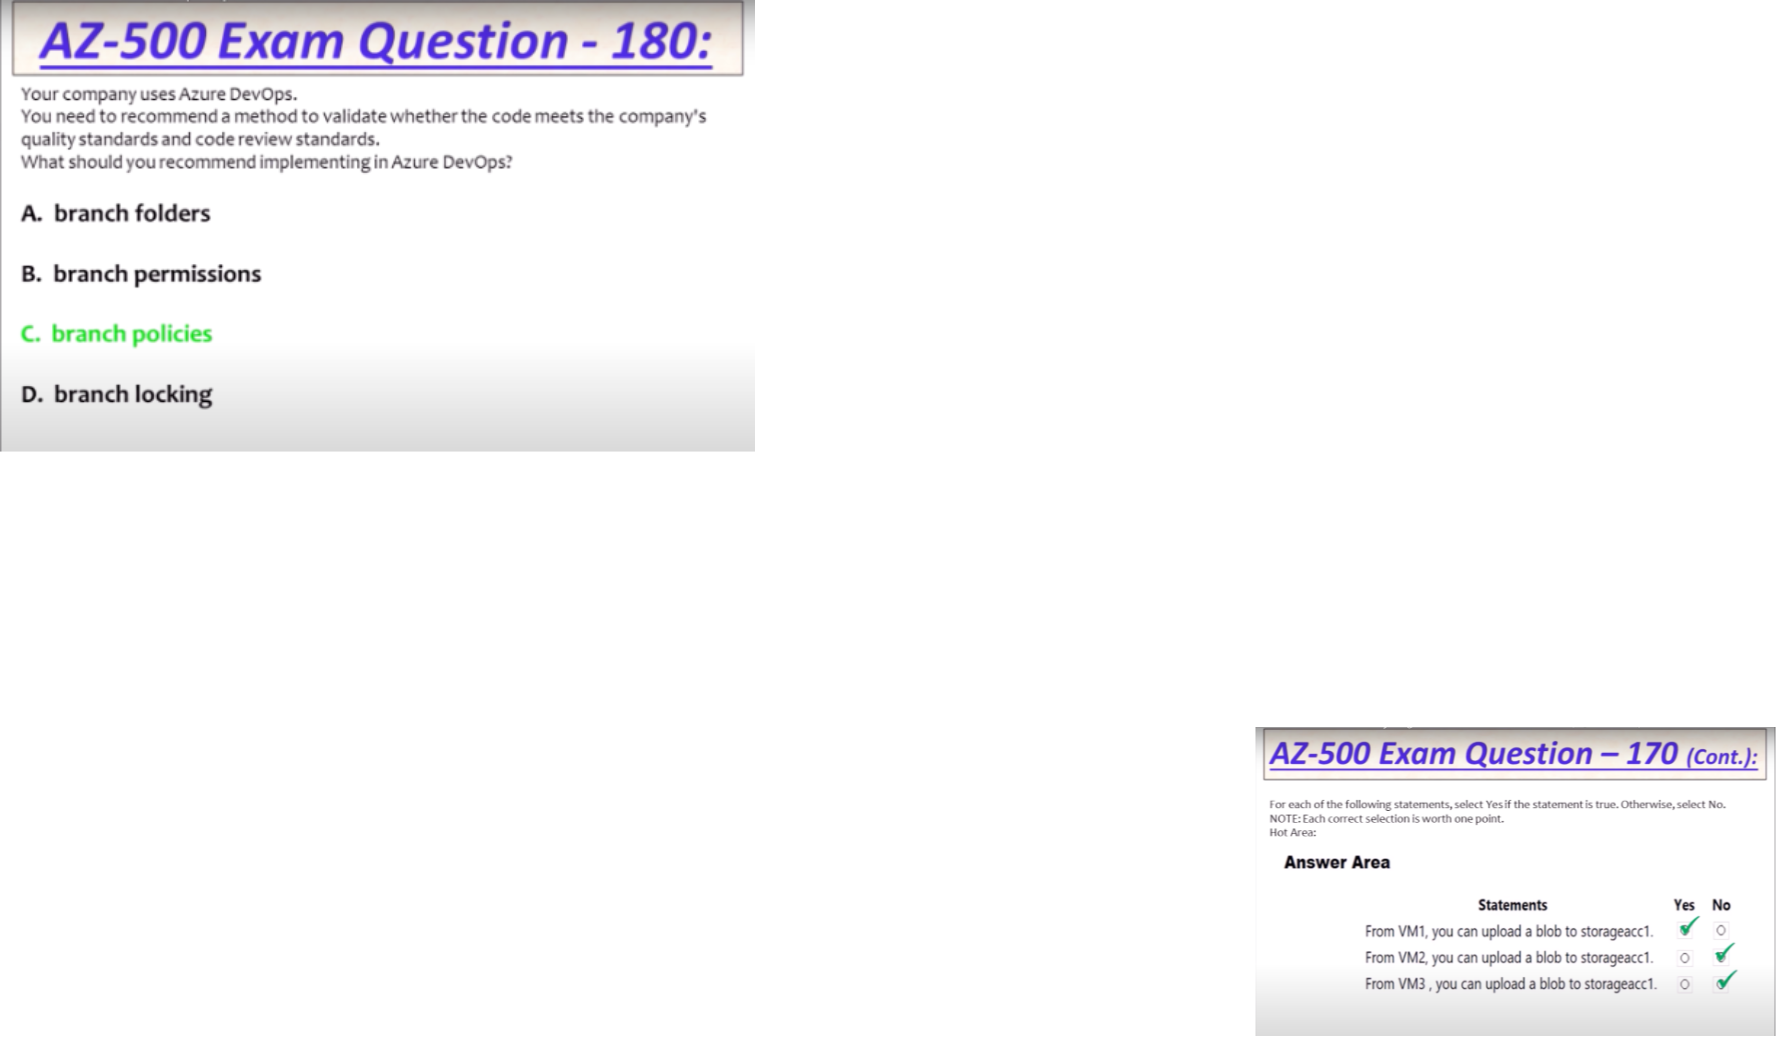 AZ-500 Exam Question - 180:
Your company uses Azure DevOps.
You need to recommend a method to validate whether the code meets the company's
quality standards and code review standards.
What should you recommend implementing in Azure DevOps?
A. branch folders
B. branch permissions
C. branch policies
D. branch locking
AZ-500 Exam Question – 170 (Cont.):
For each of the following statements, select Yes if the statement is true. Otherwise, select No.
NOTE: Each correct selection is worth one point.
Hot Area:
Answer Area
Statements Yes No
From VM1, you can upload a blob to storageacc1.
From VM2, you can upload a blob to storageacc1.
From VM3 , you can upload a blob to storageacc1.